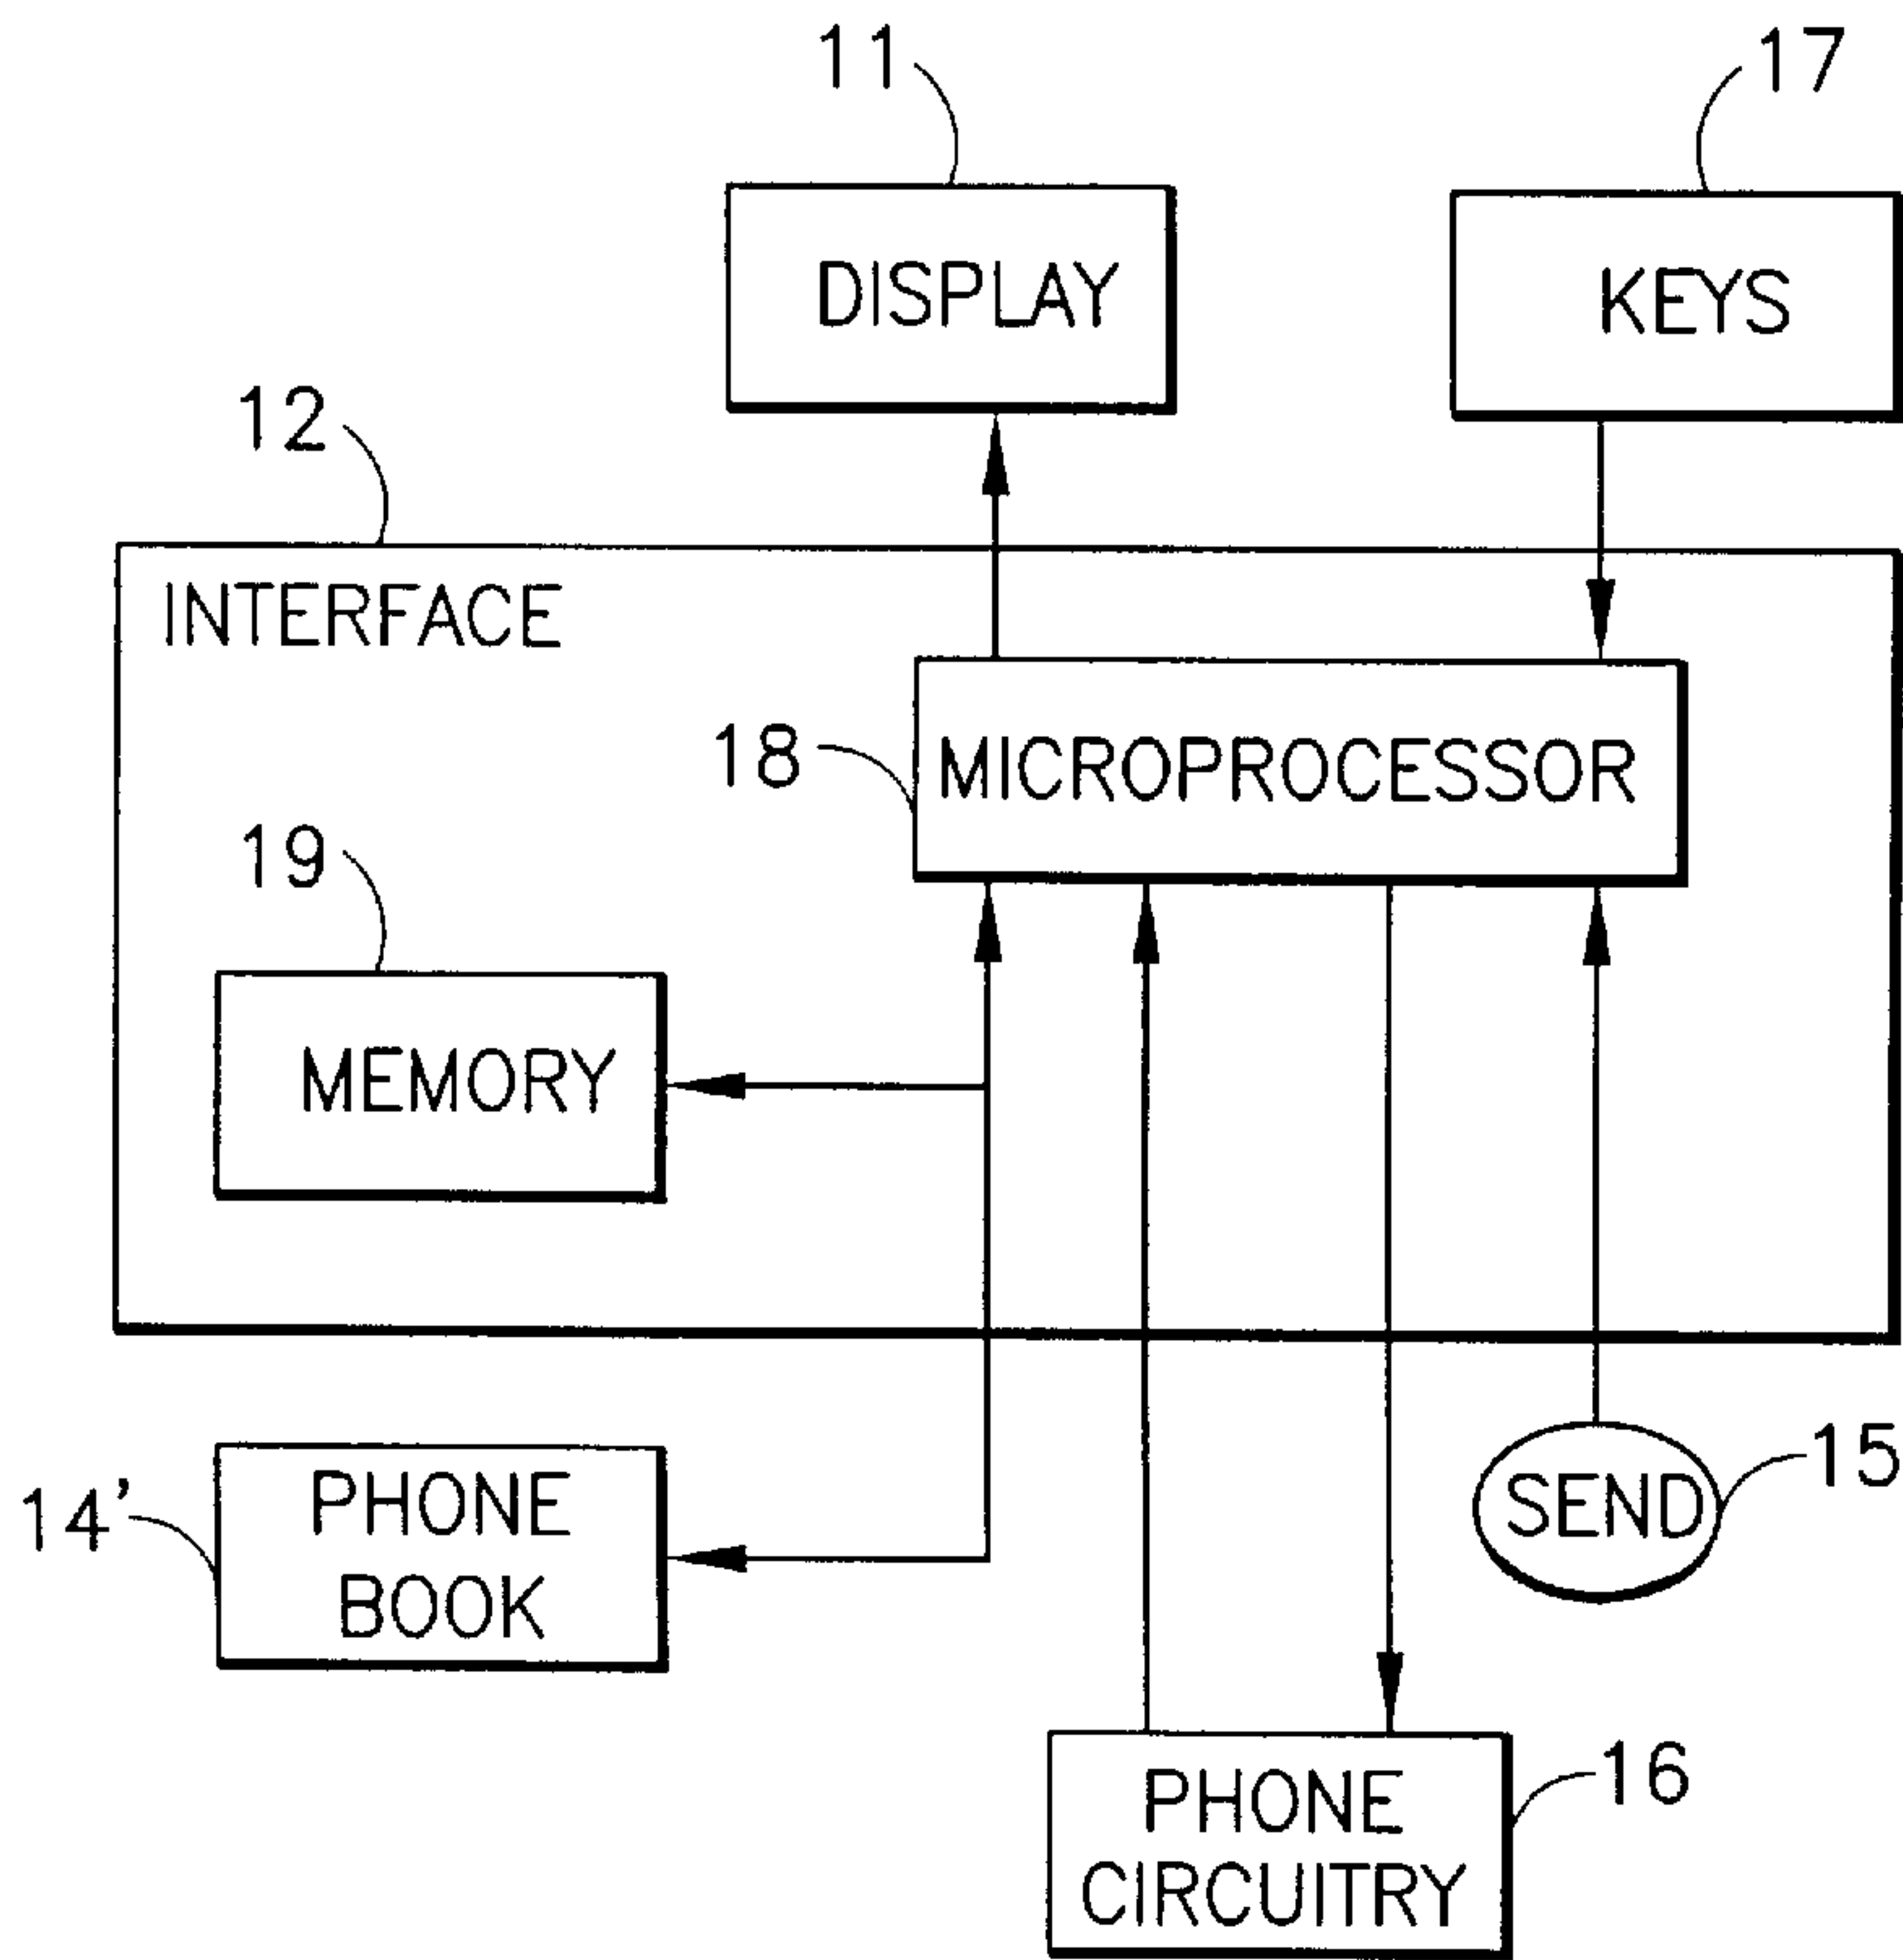 11
17
DISPLAY
KEYS
12
INTERFACE
18
MICROPROCESSOR
19
MEMORY
14'
PHONE
BOOK
SEND
15
16
PHONE
CIRCUITRY